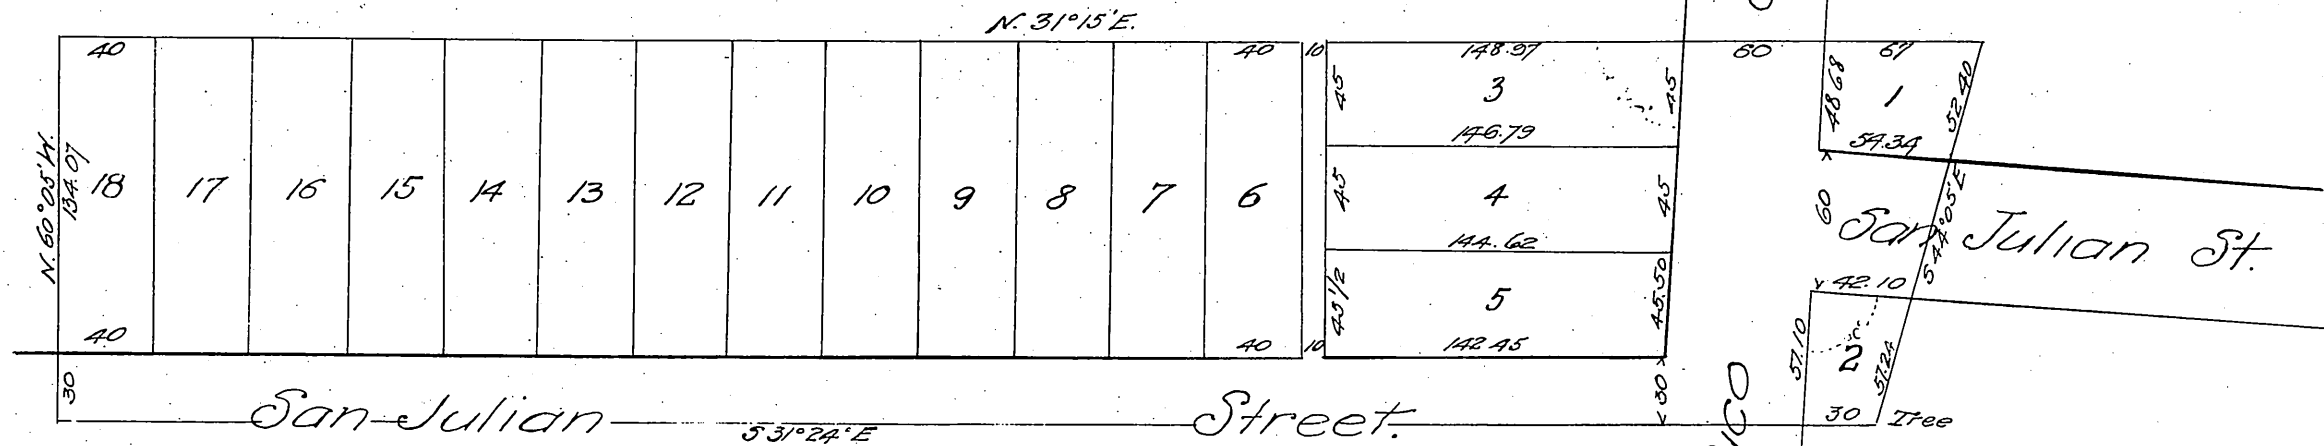 N. 31°15'E.
40 40 10 148.97 60 67
45 3 45 48.68 1 52.40
146.79 54.34
N. 60°05'W. 134.07
18 17 16 15 14 13 12 11 10 9 8 7 6
45 4 45 60
144.62
San Julian St.
S 44°05'E
45 1/2 5 45.50 42.10
40 40 10 142.45 57.10 2 57.24
30 30 30 Tree
San Julian Street.
S 31°24'E